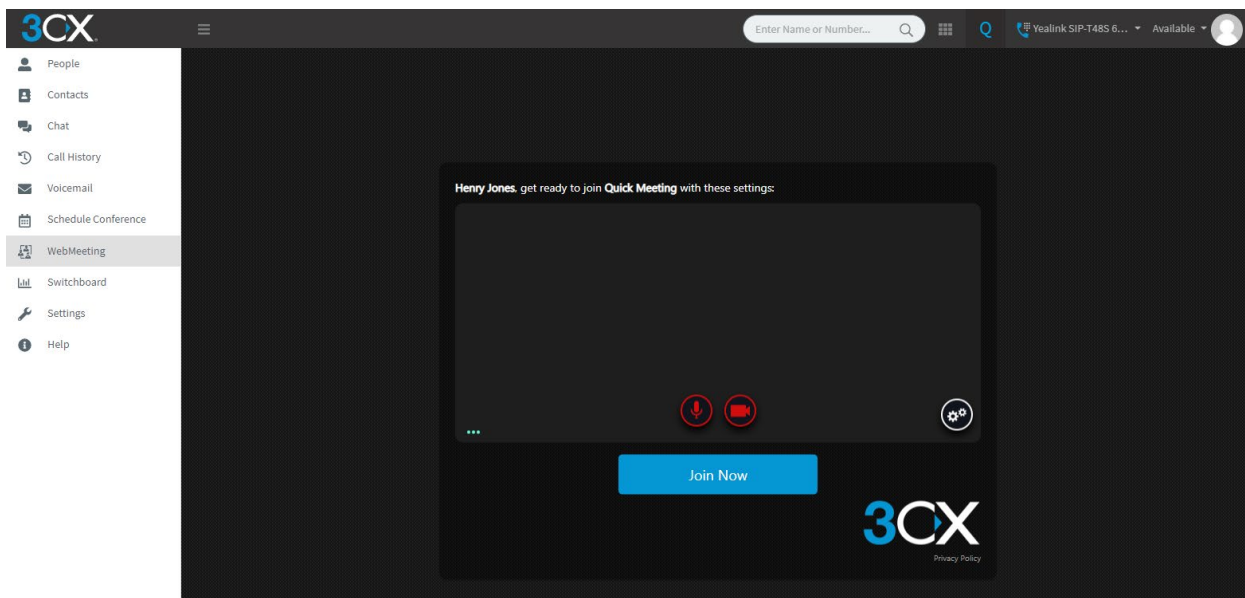 3CX
Enter Name or Number...
Q
Yealink SIP-T48S 6...
Available
People
Contacts
Chat
Call History
Voicemail
Schedule Conference
WebMeeting
Switchboard
Settings
Help
Henry Jones. get ready to join Quick Meeting with these settings:
Join Now
3CX
Privacy Policy